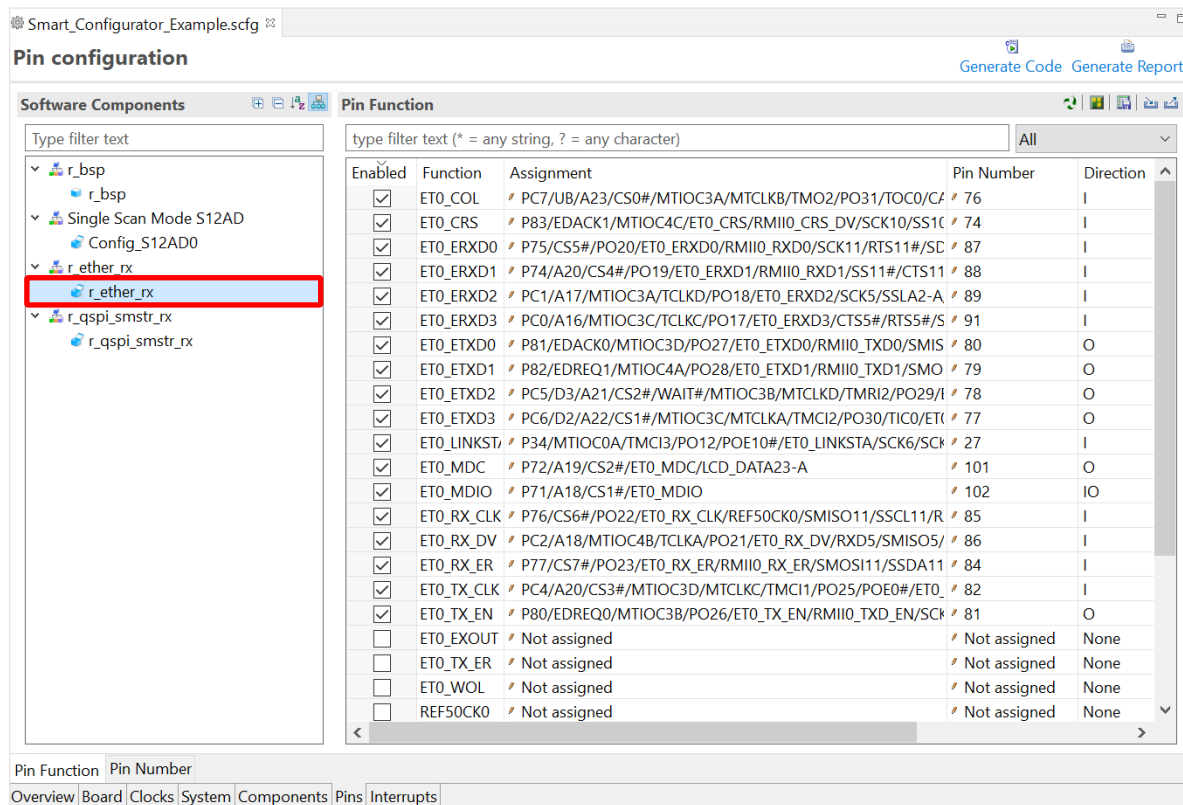 Smart_Configurator_Example.scfg
Pin configuration
Generate Code Generate Report
Software Components
Pin Function
Type filter text
type filter text (* = any string, ? = any character)
All
r_bsp
r_bsp
Single Scan Mode S12AD
Config_S12AD0
r_ether_rx
r_ether_rx
r_qspi_smstr_rx
r_qspi_smstr_rx
Enabled Function Assignment Pin Number Direction
ET0_COL PC7/UB/A23/CS0#/MTIOC3A/MTCLKB/TMO2/PO31/TOC0/CA 76 I
ET0_CRS P83/EDACK1/MTIOC4C/ET0_CRS/RMII0_CRS_DV/SCK10/SS10 74 I
ET0_ERXD0 P75/CS5#/PO20/ET0_ERXD0/RMII0_RXD0/SCK11/RTS11#/SD 87 I
ET0_ERXD1 P74/A20/CS4#/PO19/ET0_ERXD1/RMII0_RXD1/SS11#/CTS11 88 I
ET0_ERXD2 PC1/A17/MTIOC3A/TCLKD/PO18/ET0_ERXD2/SCK5/SSLA2-A 89 I
ET0_ERXD3 PC0/A16/MTIOC3C/TCLKC/PO17/ET0_ERXD3/CTS5#/RTS5#/S 91 I
ET0_ETXD0 P81/EDACK0/MTIOC3D/PO27/ET0_ETXD0/RMII0_TXD0/SMIS 80 O
ET0_ETXD1 P82/EDREQ1/MTIOC4A/PO28/ET0_ETXD1/RMII0_TXD1/SMO 79 O
ET0_ETXD2 PC5/D3/A21/CS2#/WAIT#/MTIOC3B/MTCLKD/TMRI2/PO29/ 78 O
ET0_ETXD3 PC6/D2/A22/CS1#/MTIOC3C/MTCLKA/TMCI2/PO30/TIC0/ET0 77 O
ET0_LINKSTA P34/MTIOC0A/TMCI3/PO12/POE10#/ET0_LINKSTA/SCK6/SCK 27 I
ET0_MDC P72/A19/CS2#/ET0_MDC/LCD_DATA23-A 101 O
ET0_MDIO P71/A18/CS1#/ET0_MDIO 102 IO
ET0_RX_CLK P76/CS6#/PO22/ET0_RX_CLK/REF50CK0/SMISO11/SSCL11/R 85 I
ET0_RX_DV PC2/A18/MTIOC4B/TCLKA/PO21/ET0_RX_DV/RXD5/SMISO5/ 86 I
ET0_RX_ER P77/CS7#/PO23/ET0_RX_ER/RMII0_RX_ER/SMOSI11/SSDA11 84 I
ET0_TX_CLK PC4/A20/CS3#/MTIOC3D/MTCLKC/TMCI1/PO25/POE0#/ET0_ 82 I
ET0_TX_EN P80/EDREQ0/MTIOC3B/PO26/ET0_TX_EN/RMII0_TXD_EN/SCK 81 O
ET0_EXOUT Not assigned Not assigned None
ET0_TX_ER Not assigned Not assigned None
ET0_WOL Not assigned Not assigned None
REF50CK0 Not assigned Not assigned None
Pin Function Pin Number
Overview Board Clocks System Components Pins Interrupts